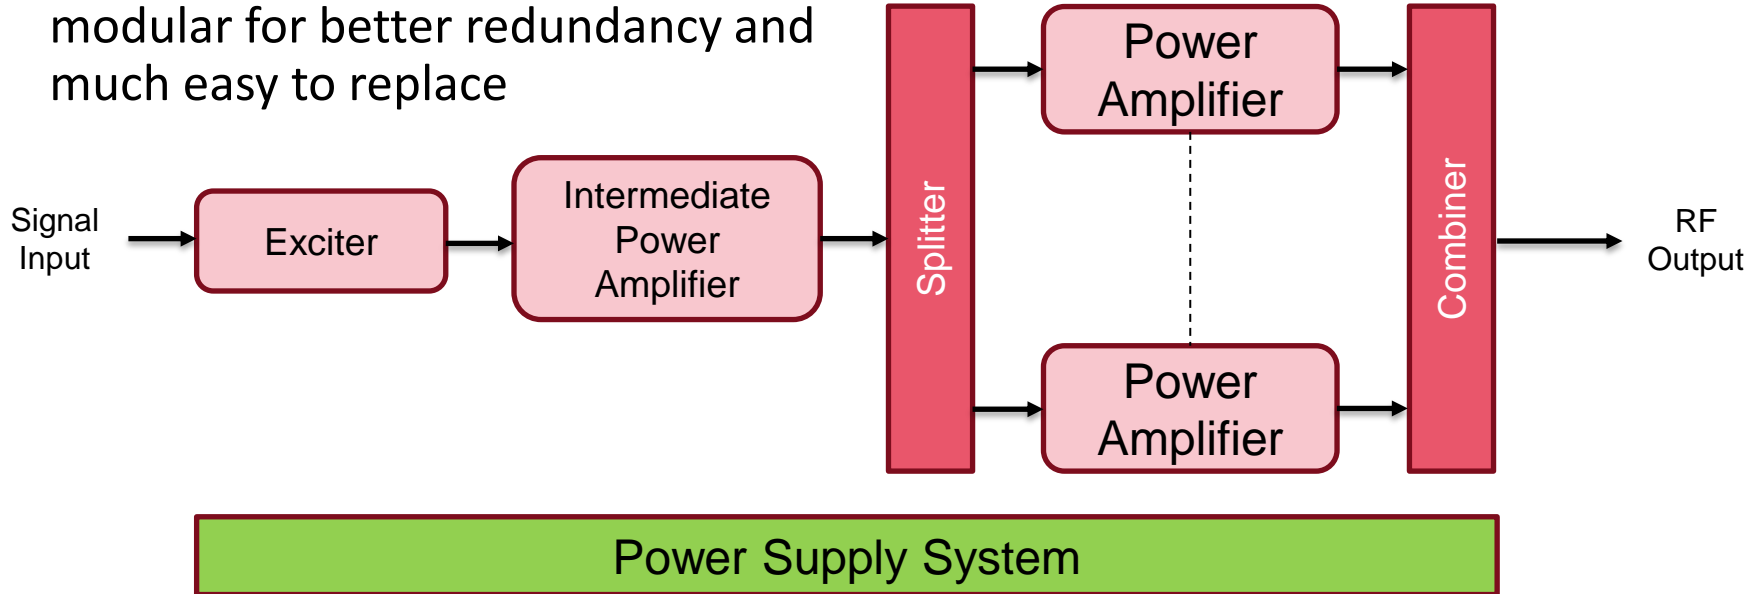 modular for better redundancy and
much easy to replace
Signal
Input
Exciter
Intermediate
Power
Amplifier
Splitter
Power
Amplifier
Power
Amplifier
Combiner
RF
Output
Power Supply System